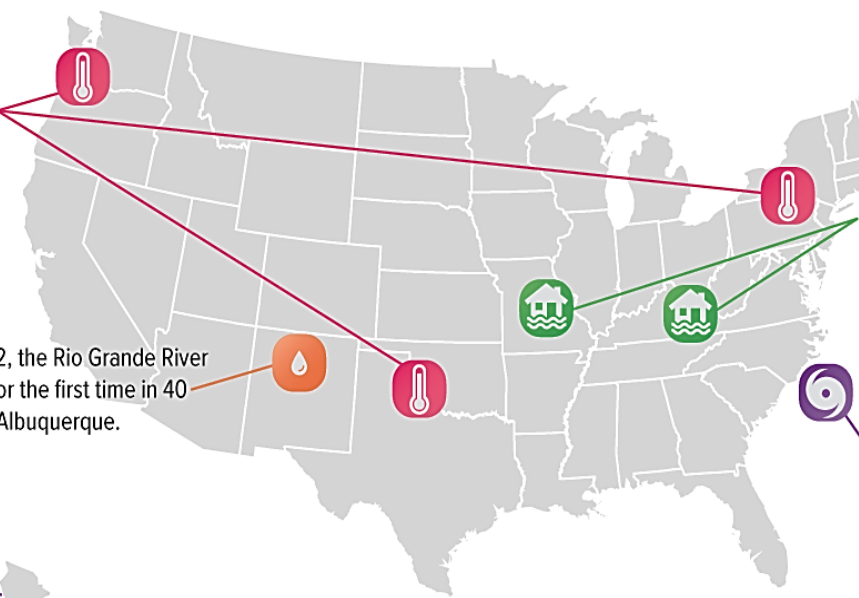 2, the Rio Grande River
or the first time in 40
Albuquerque.